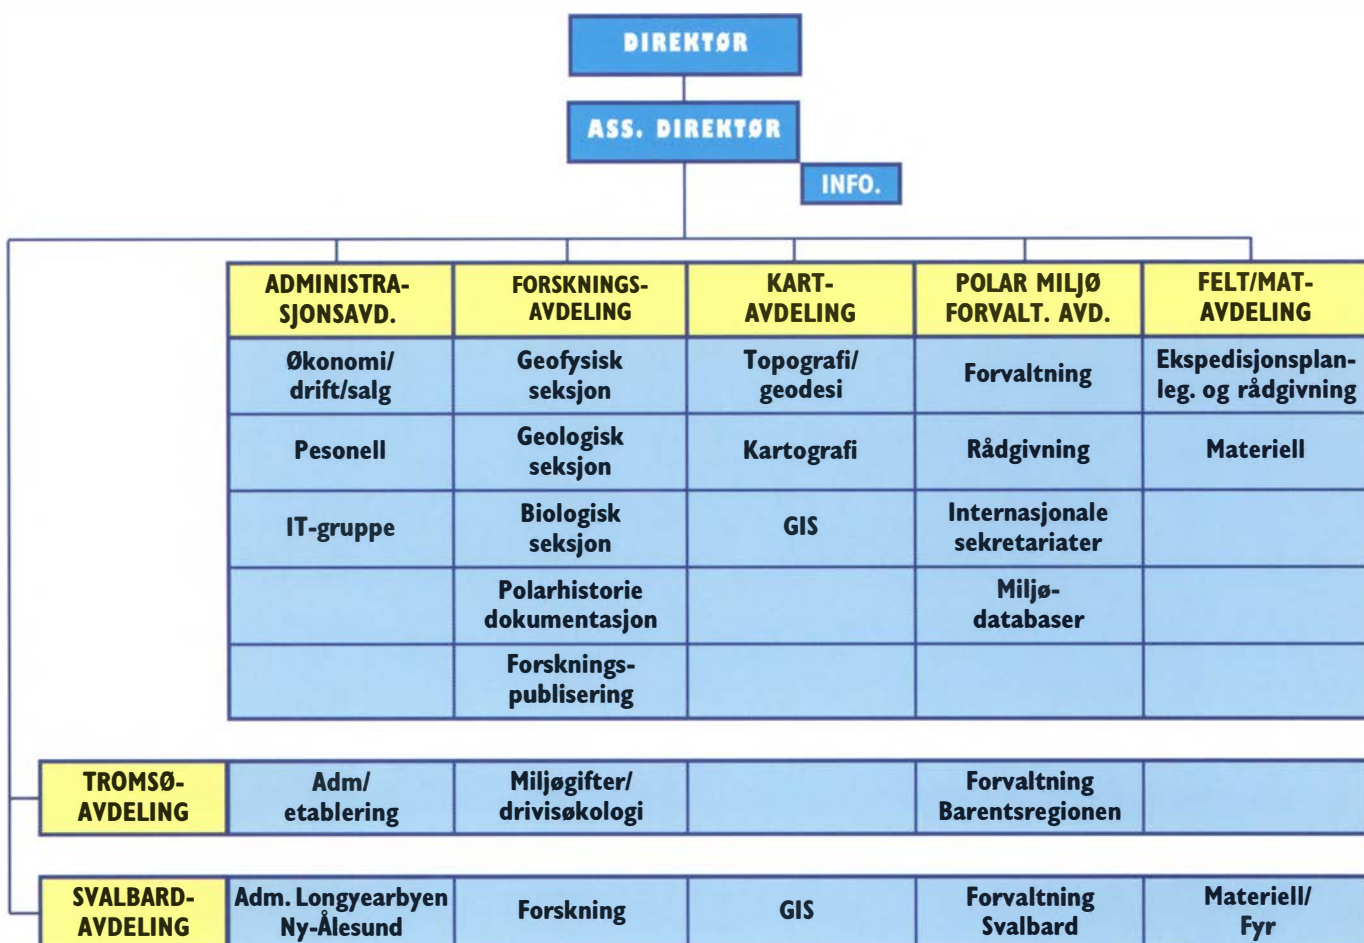 DIREKTØR
ASS. DIREKTØR
INFO.
ADMINISTRA-
SJONSAVD.
FORSKNINGS-
AVDELING
KART-
AVDELING
POLAR MILJØ
FORVALT. AVD.
FELT/MAT-
AVDELING
Økonomi/
drift/salg
Geofysisk
seksjon
Topografi/
geodesi
Forvaltning
Ekspedisjonsplan-
leg. og rådgivning
Pesonell
Geologisk
seksjon
Kartografi
Rådgivning
Materiell
IT-gruppe
Biologisk
seksjon
GIS
Internasjonale
sekretariater
Polarhistorie
dokumentasjon
Miljø-
databaser
Forsknings-
publisering
TROMSØ-
AVDELING
Adm/
etablering
Miljøgifter/
drivisøkologi
Forvaltning
Barentsregionen
SVALBARD-
AVDELING
Adm. Longyearbyen
Ny-Ålesund
Forskning
GIS
Forvaltning
Svalbard
Materiell/
Fyr